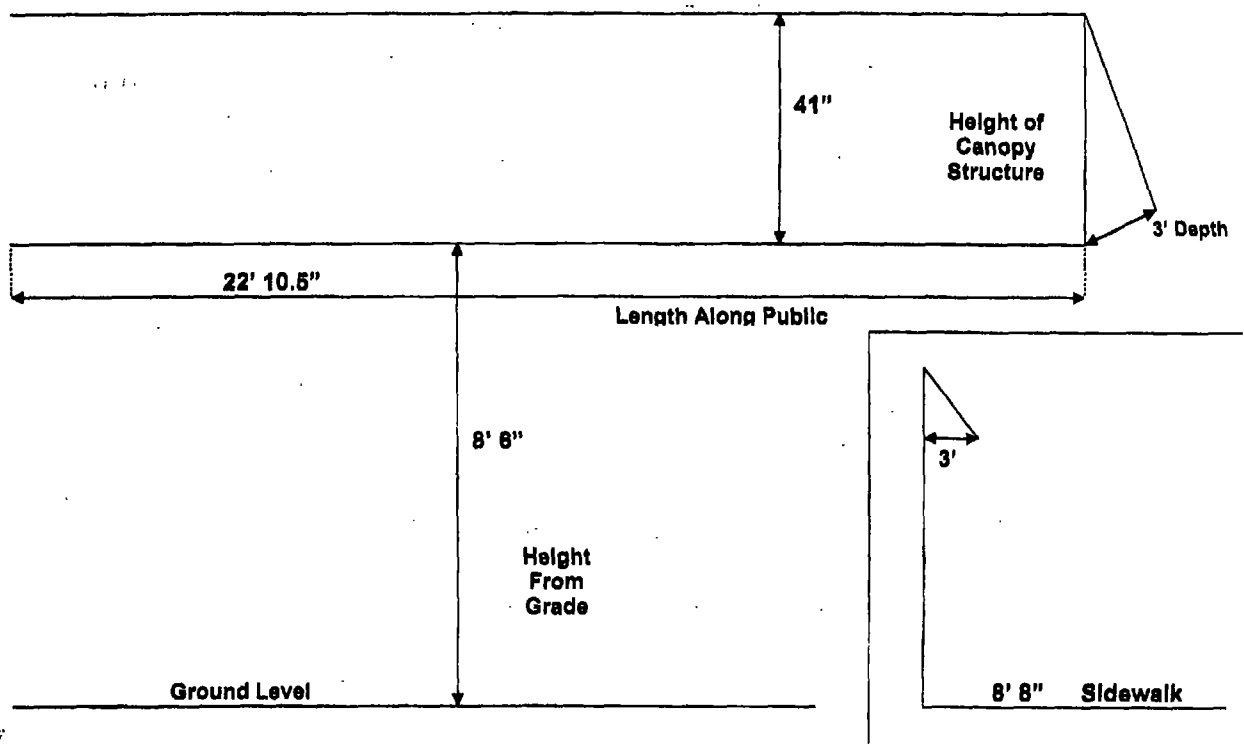 41"
Height of
Canopy
Structure
3' Depth
22' 10.5"
Length Along Public
8' 6"
3'
Height
From
Grade
Ground Level
8' 8" Sidewalk